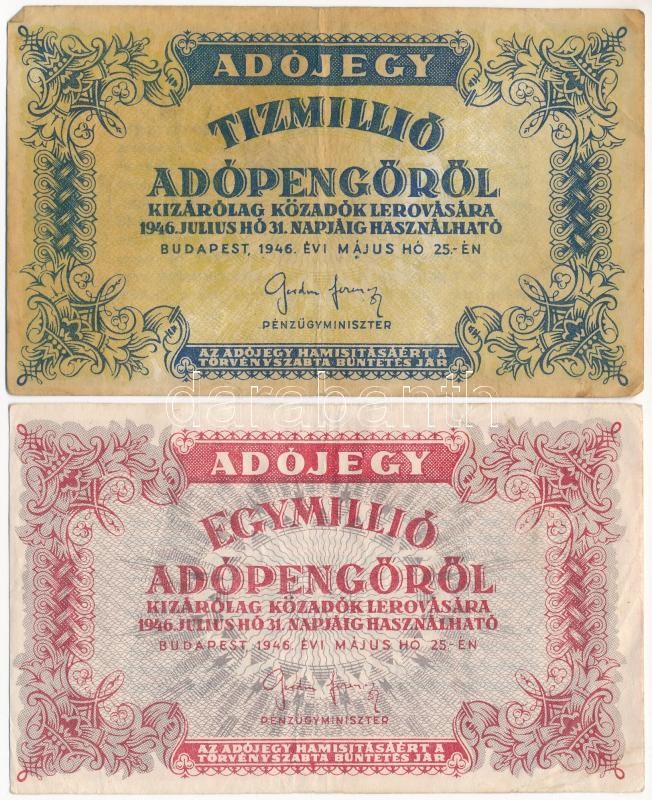 ADÓJEGY
TIZMILLIÓ
ADÓPENGŐRŐL
KIZÁRÓLAG KÖZADÓK LEROVÁSÁRA
1946. JULIUS HÓ 31. NAPJÁIG HASZNÁLHATÓ
BUDAPEST, 1946. ÉVI MÁJUS HÓ 25.-ÉN
PÉNZÜGYMINISZTER
AZ ADÓJEGY HAMISITÁSÁÉRT A
TÖRVÉNYSZABTA BÜNTETÉS JÁR
darabanth
ADÓJEGY
EGYMILLIÓ
ADÓPENGŐRŐL
KIZÁRÓLAG KÖZADÓK LEROVÁSÁRA
1946. JULIUS HÓ 31. NAPJÁIG HASZNÁLHATÓ
BUDAPEST, 1946. ÉVI MÁJUS HÓ 25.-ÉN
PÉNZÜGYMINISZTER
AZ ADÓJEGY HAMISITÁSÁÉRT A
TÖRVÉNYSZABTA BÜNTETÉS JÁR